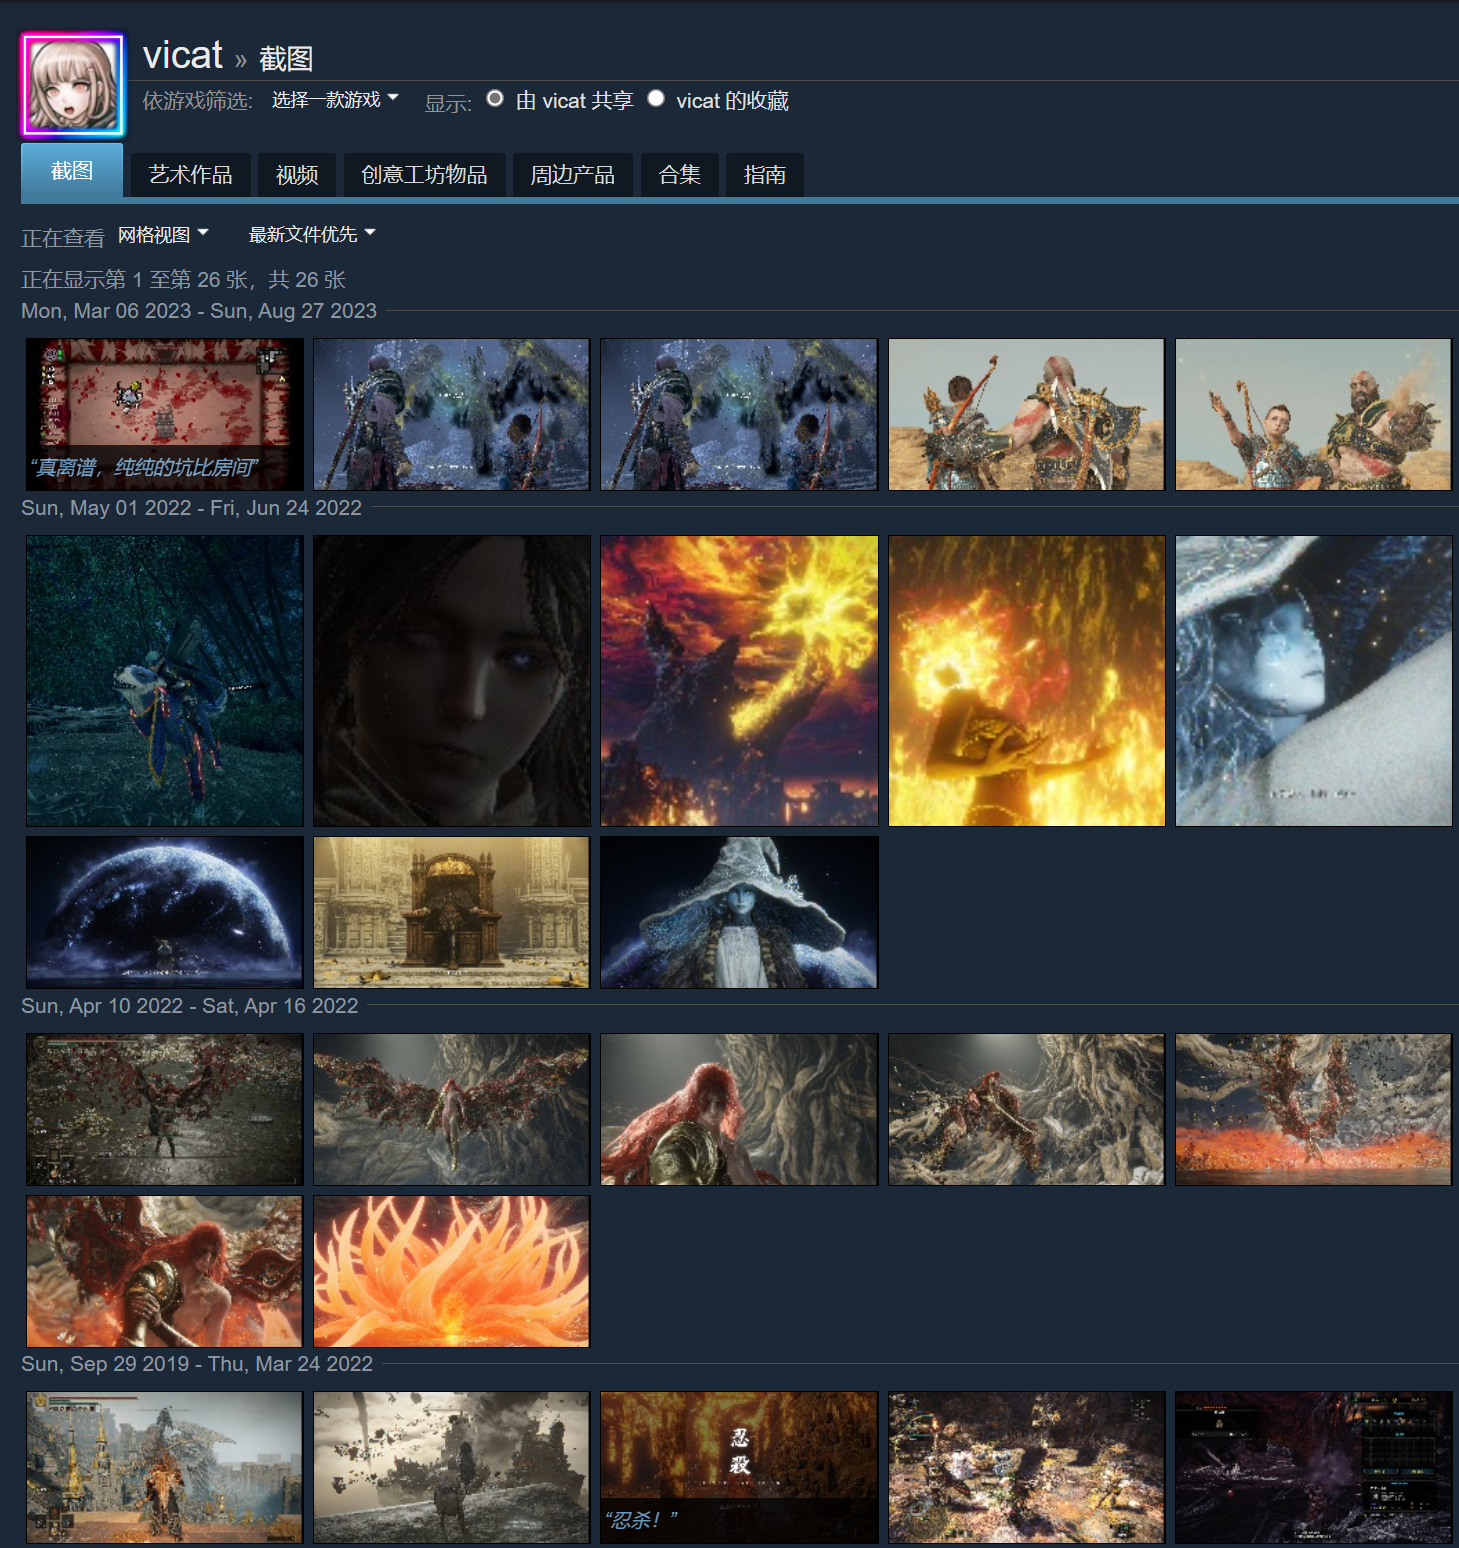 vicat » 截图
依游戏筛选: 选择一款游戏 显示: 由 vicat 共享 vicat 的收藏
截图 艺术作品 视频 创意工坊物品 周边产品 合集 指南
正在查看 网格视图 最新文件优先
正在显示第 1 至第 26 张，共 26 张
Mon, Mar 06 2023 - Sun, Aug 27 2023
“真离谱，纯纯的坑比房间”
Sun, May 01 2022 - Fri, Jun 24 2022
Sun, Apr 10 2022 - Sat, Apr 16 2022
Sun, Sep 29 2019 - Thu, Mar 24 2022
忍
殺
“忍杀！”